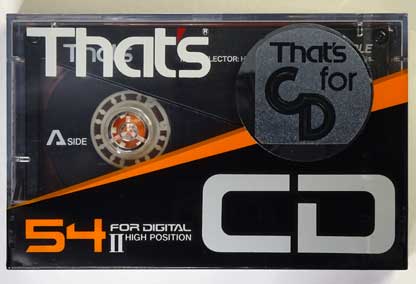 That's®
That's
for
CD
A SIDE
54 FOR DIGITAL
II HIGH POSITION
CD